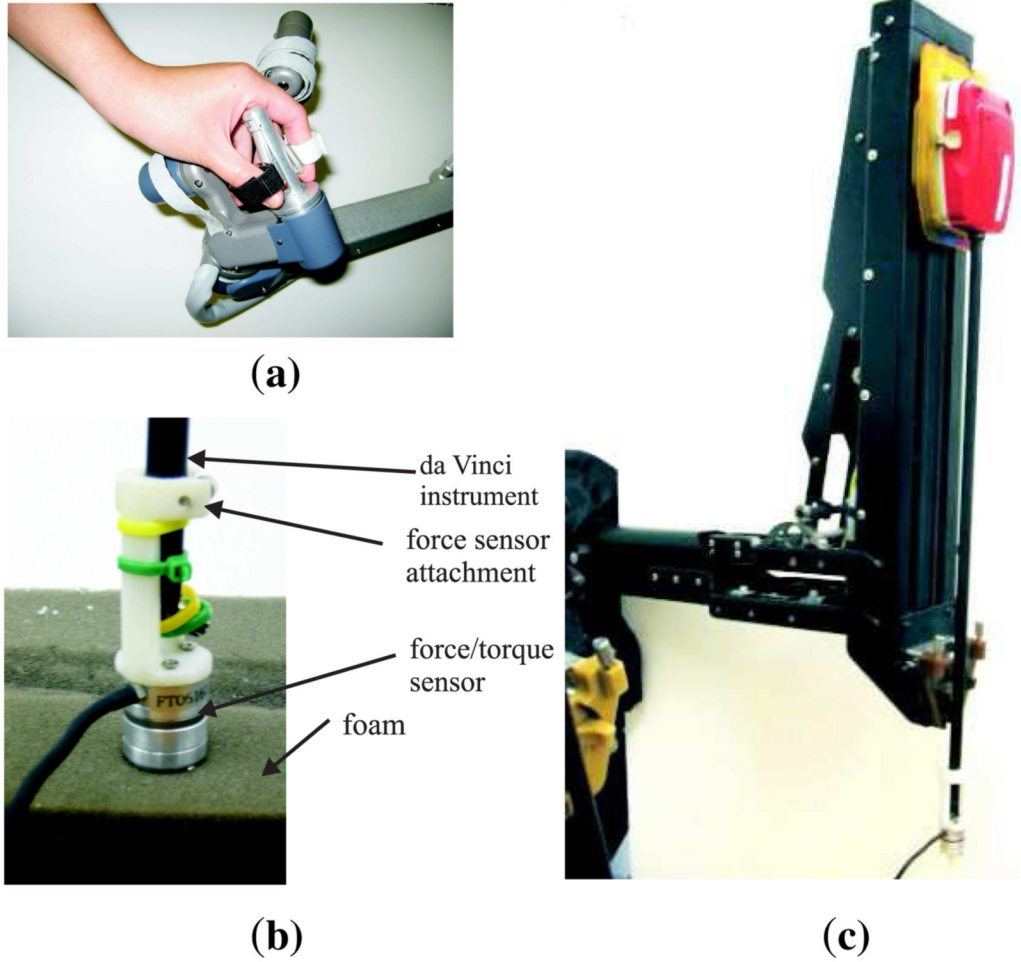 (a)
da Vinci
instrument
force sensor
attachment
force/torque
sensor
foam
(b)
(c)